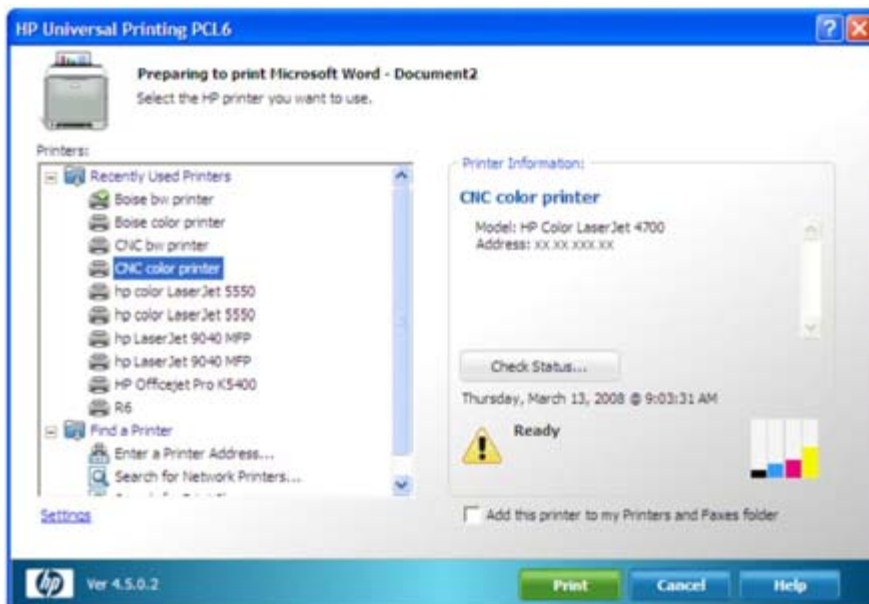 HP Universal Printing PCL6
Preparing to print Microsoft Word - Document2
Select the HP printer you want to use.
Printers:
Recently Used Printers
Boise bw printer
Boise color printer
CNC bw printer
CNC color printer
hp color LaserJet 5550
hp color LaserJet 5550
hp LaserJet 9040 MFP
hp LaserJet 9040 MFP
HP Officejet Pro K5400
R6
Find a Printer
Enter a Printer Address...
Search for Network Printers...
Settings
Printer Information:
CNC color printer
Model: HP Color LaserJet 4700
Address: xx.xx.xxx.xx
Check Status...
Thursday, March 13, 2008 @ 9:03:31 AM
Ready
Add this printer to my Printers and Faxes folder
hp
Ver 4.5.0.2
Print
Cancel
Help